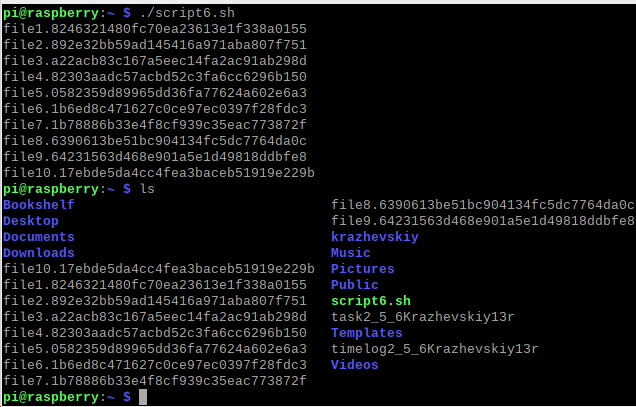 pi@raspberry:~ $ ./script6.sh
file1.8246321480fc70ea23613e1f338a0155
file2.892e32bb59ad145416a971aba807f751
file3.a22acb83c167a5eec14fa2ac91ab298d
file4.82303aadc57acbd52c3fa6cc6296b150
file5.0582359d89965dd36fa77624a602e6a3
file6.1b6ed8c471627c0ce97ec0397f28fdc3
file7.1b78886b33e4f8cf939c35eac773872f
file8.6390613be51bc904134fc5dc7764da0c
file9.64231563d468e901a5e1d49818ddbfe8
file10.17ebde5da4cc4fea3baceb51919e229b
pi@raspberry:~ $ ls
Bookshelf file8.6390613be51bc904134fc5dc7764da0c
Desktop file9.64231563d468e901a5e1d49818ddbfe8
Documents krazhevskiy
Downloads Music
file10.17ebde5da4cc4fea3baceb51919e229b Pictures
file1.8246321480fc70ea23613e1f338a0155 Public
file2.892e32bb59ad145416a971aba807f751 script6.sh
file3.a22acb83c167a5eec14fa2ac91ab298d task2_5_6Krazhevskiy13r
file4.82303aadc57acbd52c3fa6cc6296b150 Templates
file5.0582359d89965dd36fa77624a602e6a3 timelog2_5_6Krazhevskiy13r
file6.1b6ed8c471627c0ce97ec0397f28fdc3 Videos
file7.1b78886b33e4f8cf939c35eac773872f
pi@raspberry:~ $